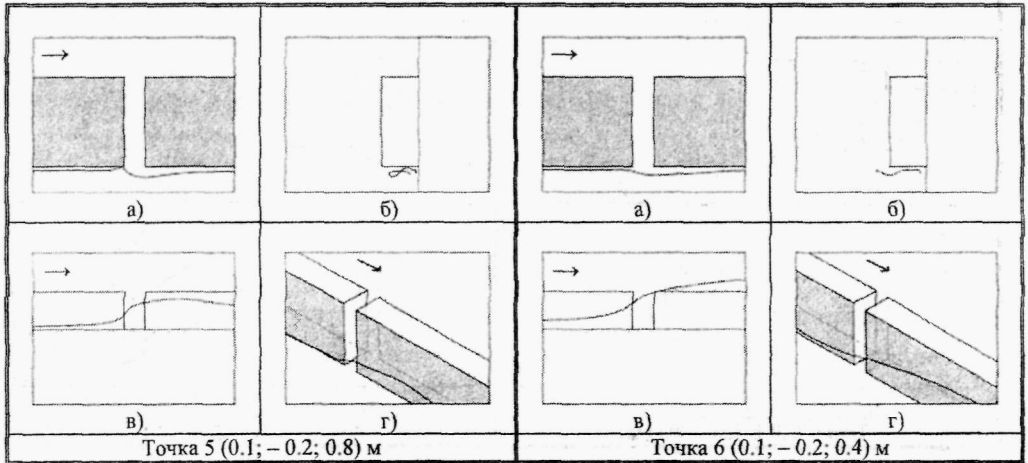 а)
б)
а)
б)
в)
г)
в)
г)
Точка 5 (0.1; – 0.2; 0.8) м
Точка 6 (0.1; – 0.2; 0.4) м